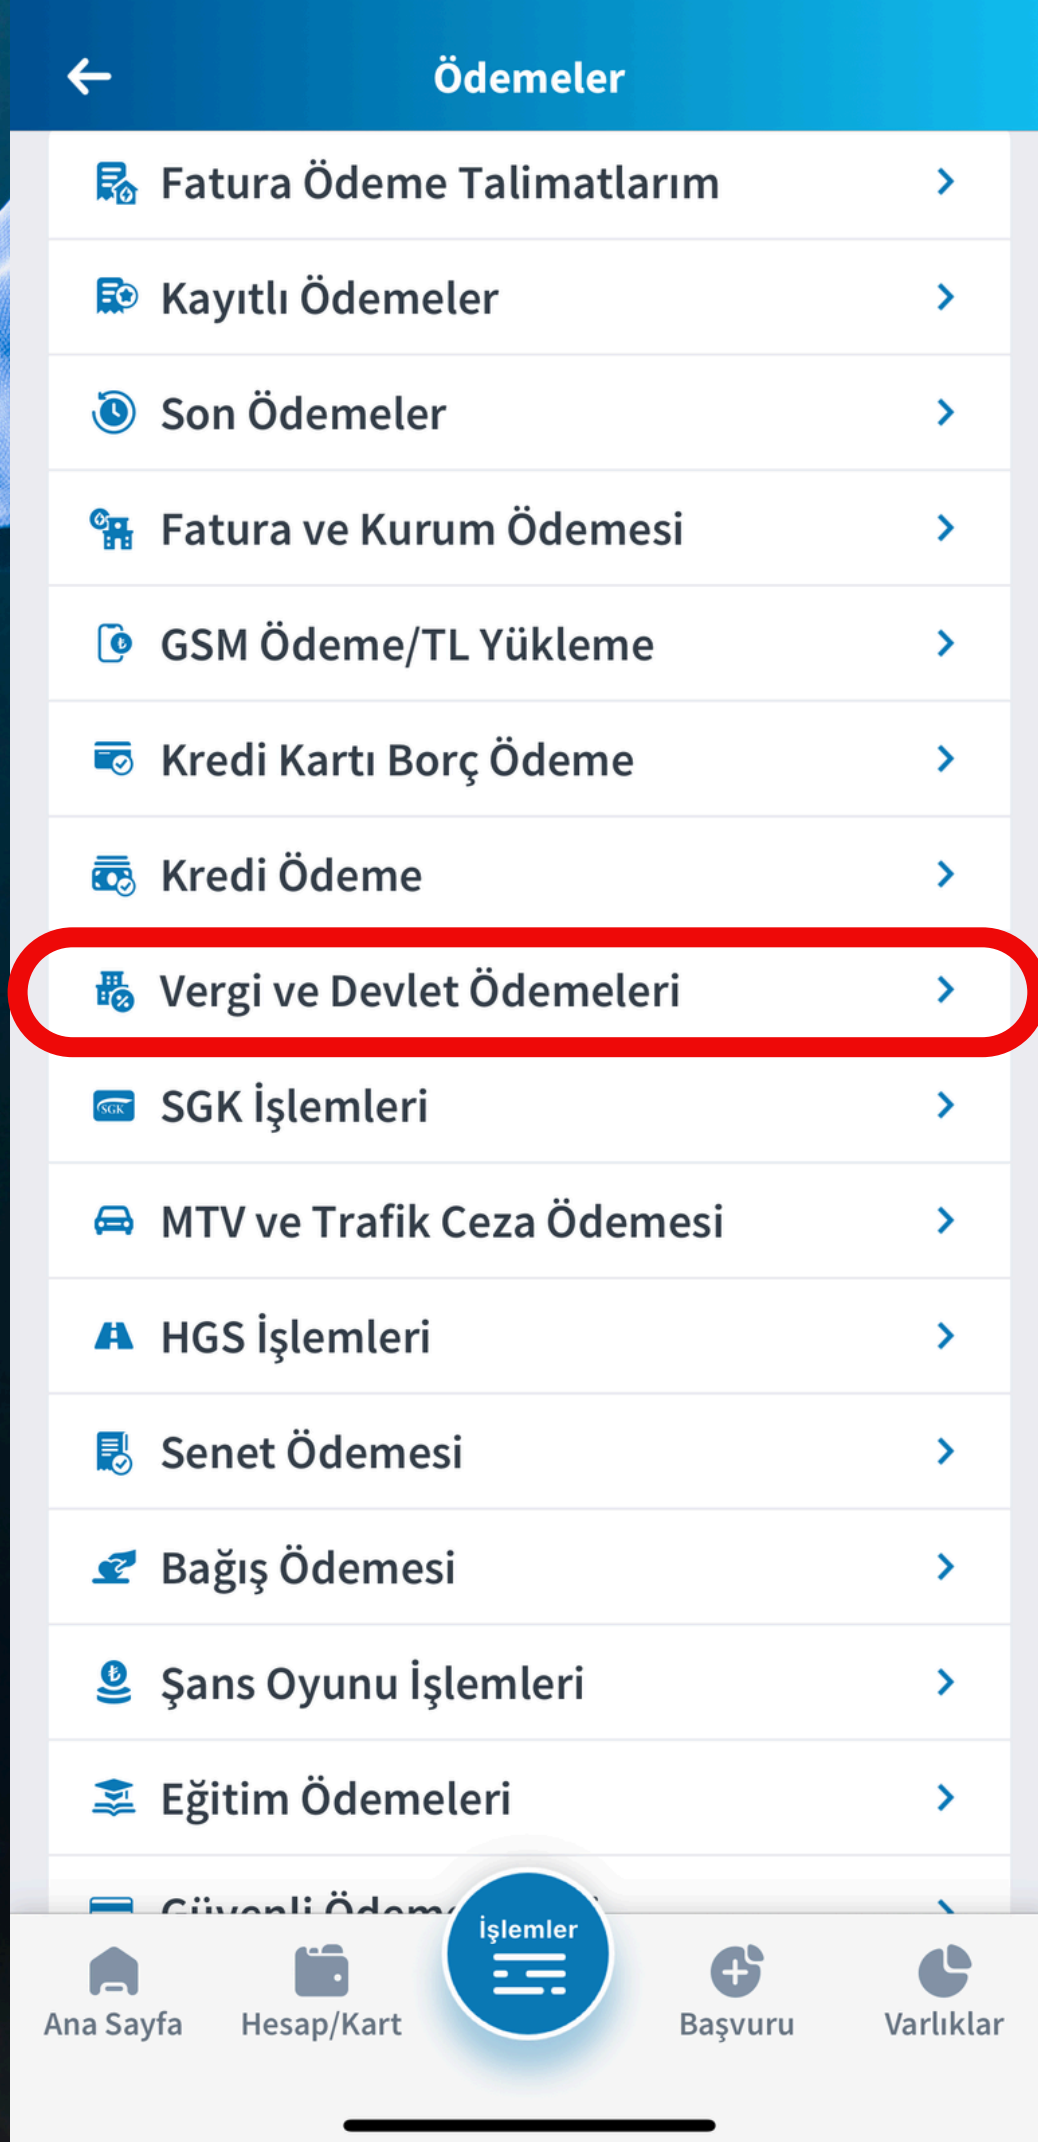 Ödemeler
Fatura Ödeme Talimatlarım
Kayıtlı Ödemeler
Son Ödemeler
Fatura ve Kurum Ödemesi
GSM Ödeme/TL Yükleme
Kredi Kartı Borç Ödeme
Kredi Ödeme
Vergi ve Devlet Ödemeleri
SGK SGK İşlemleri
MTV ve Trafik Ceza Ödemesi
HGS İşlemleri
Senet Ödemesi
Bağış Ödemesi
Şans Oyunu İşlemleri
Eğitim Ödemeleri
Güvenli
İşlemler
Ana Sayfa
Hesap/Kart
Başvuru
Varlıklar